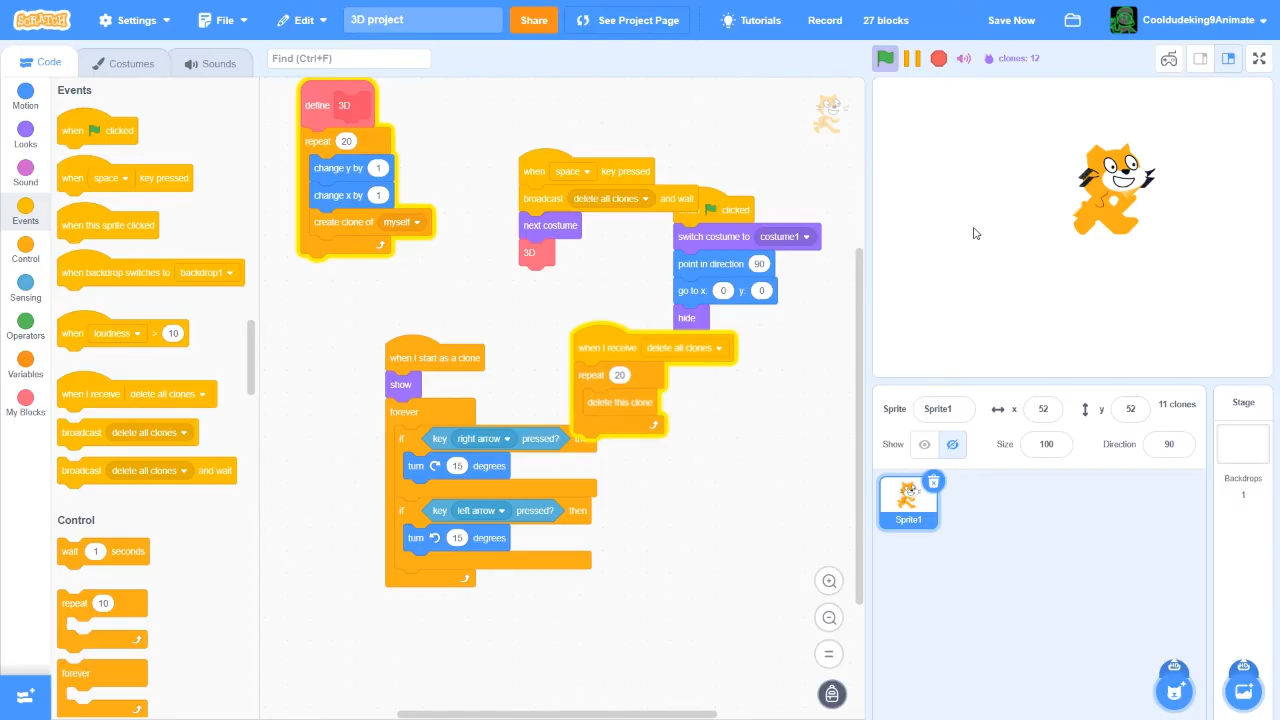 SCRATCH Settings File Edit 3D project Share See Project Page Tutorials Record 27 blocks Save Now Cooldudeking9Animate
Code Costumes Sounds Find (Ctrl+F) clones: 12
Motion
Looks
Sound
Events
Control
Sensing
Operators
Variables
My Blocks
Events
when clicked
when space key pressed
when this sprite clicked
when backdrop switches to backdrop1
when loudness > 10
when I receive delete all clones
broadcast delete all clones
broadcast delete all clones and wait
Control
wait 1 seconds
repeat 10
forever
define 3D
repeat 20
change y by 1
change x by 1
create clone of myself
when space key pressed
broadcast delete all clones and wait
next costume
3D
clicked
switch costume to costume1
point in direction 90
go to x: 0 y: 0
hide
when I receive delete all clones
repeat 20
delete this clone
when I start as a clone
show
forever
if key right arrow pressed? then
turn 15 degrees
if key left arrow pressed? then
turn 15 degrees
Sprite Sprite1 x 52 y 52 11 clones
Show Size 100 Direction 90
Sprite1
Stage
Backdrops
1